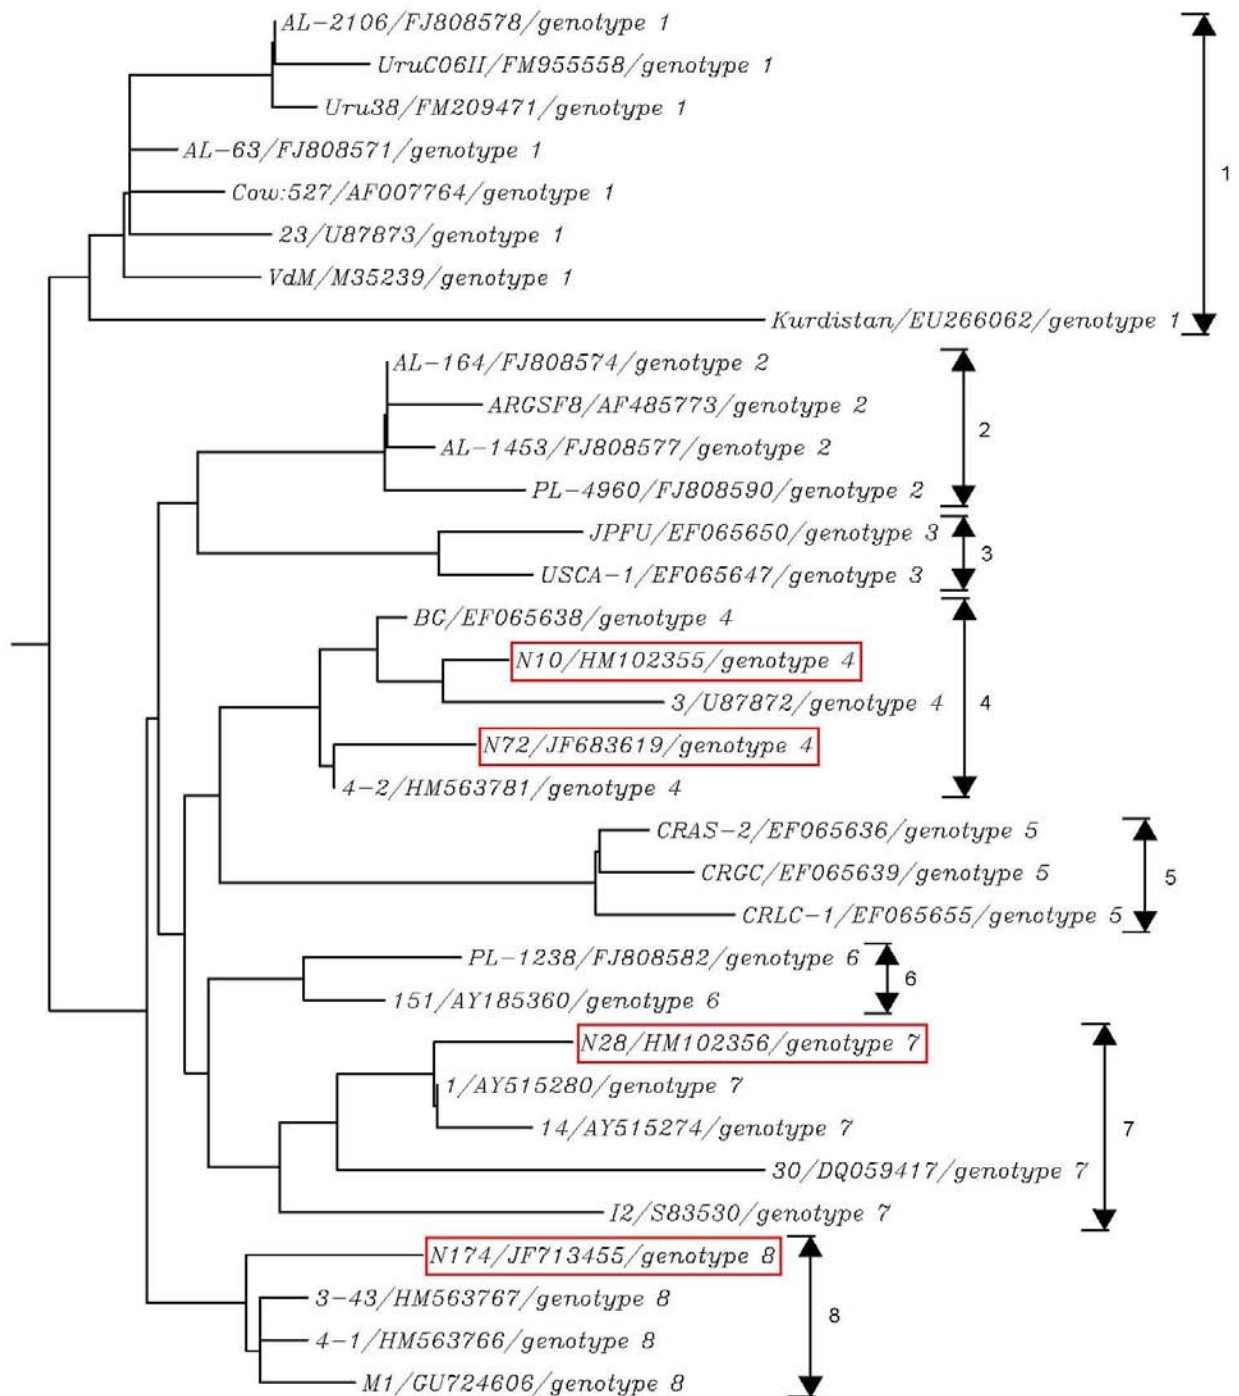 AL-2106/FJ808578/genotype 1
UruC06II/FM955558/genotype 1
Uru38/FM209471/genotype 1
AL-63/FJ808571/genotype 1
1
Cow:527/AF007764/genotype 1
23/U87873/genotype 1
VdM/M35239/genotype 1
Kurdistan/EU266062/genotype 1
AL-164/FJ808574/genotype 2
ARGSF8/AF485773/genotype 2
2
AL-1453/FJ808577/genotype 2
PL-4960/FJ808590/genotype 2
JPFU/EF065650/genotype 3
3
USCA-1/EF065647/genotype 3
BG/EF065638/genotype 4
N10/HM102355/genotype 4
3/U87872/genotype 4
4
N72/JF683619/genotype 4
4-2/HM563781/genotype 4
CRAS-2/EF065636/genotype 5
CRGC/EF065639/genotype 5
5
CRLC-1/EF065655/genotype 5
PL-1238/FJ808582/genotype 6
6
151/AY185360/genotype 6
N28/HM102356/genotype 7
1/AY515280/genotype 7
14/AY515274/genotype 7
7
30/DQ059417/genotype 7
I2/S83530/genotype 7
N174/JF713455/genotype 8
3-43/HM563767/genotype 8
8
4-1/HM563766/genotype 8
M1/GU724606/genotype 8